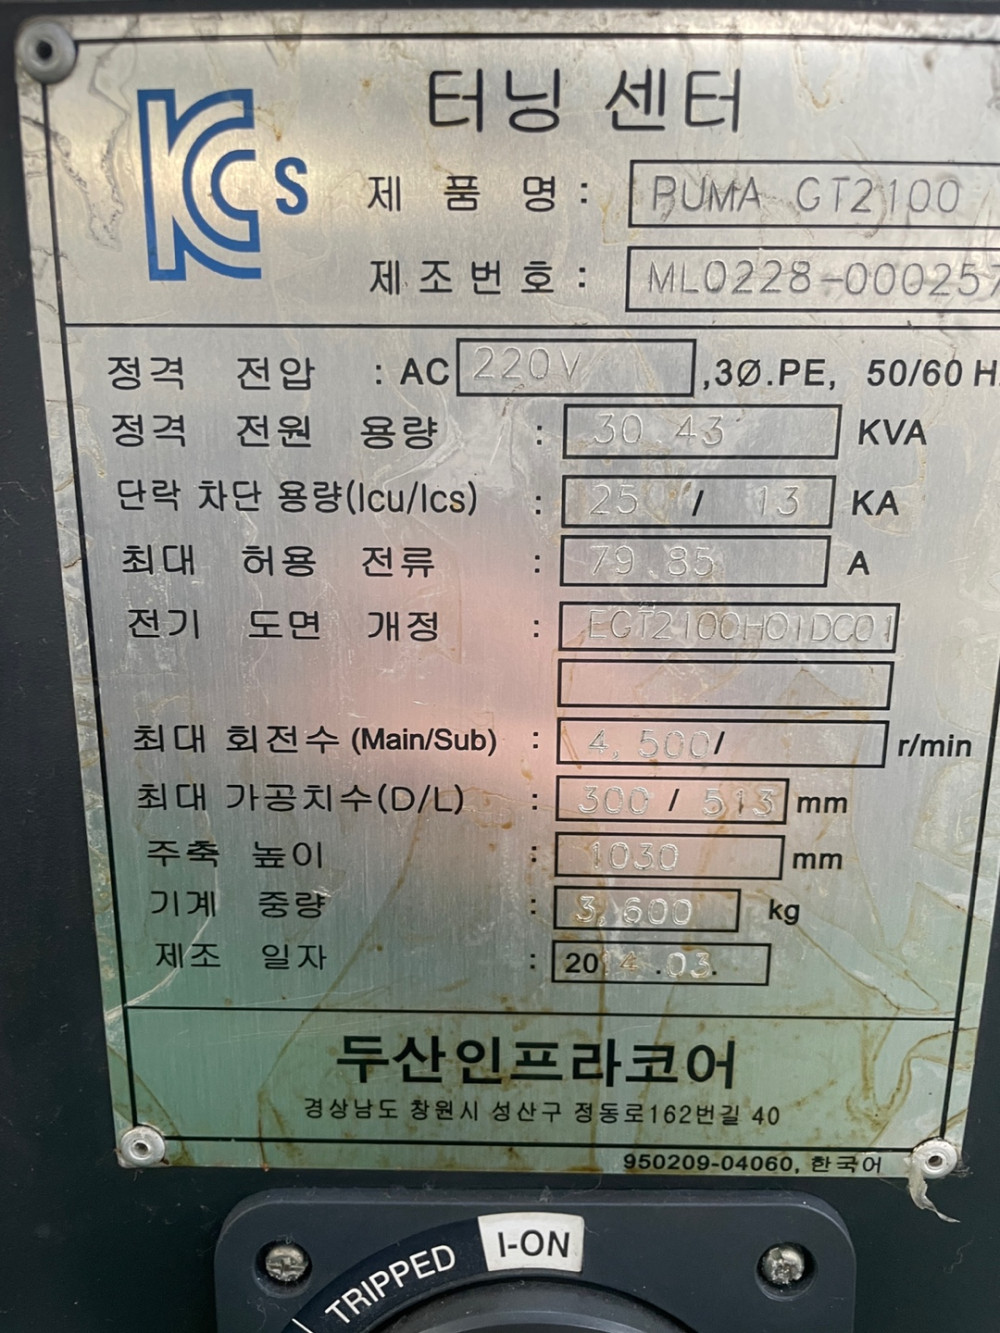 터닝 센터
KCs
제 품 명 : PUMA GT2100
제조번호 : ML0228-000257
정격 전압 : AC 220V ,3Ø.PE, 50/60 H
정격 전원 용량 : 30.43 KVA
단락 차단 용량(Icu/Ics) : 25 / 13 KA
최대 허용 전류 : 79.85 A
전기 도면 개정 : EGT2100H01DC01
최대 회전수 (Main/Sub) : 4,500/ r/min
최대 가공치수(D/L) : 300 / 513 mm
주축 높이 : 1030 mm
기계 중량 : 3,600 kg
제조 일자 : 2014.03.
두산인프라코어
경상남도 창원시 성산구 정동로162번길 40
950209-04060, 한국어
I-ON
TRIPPED